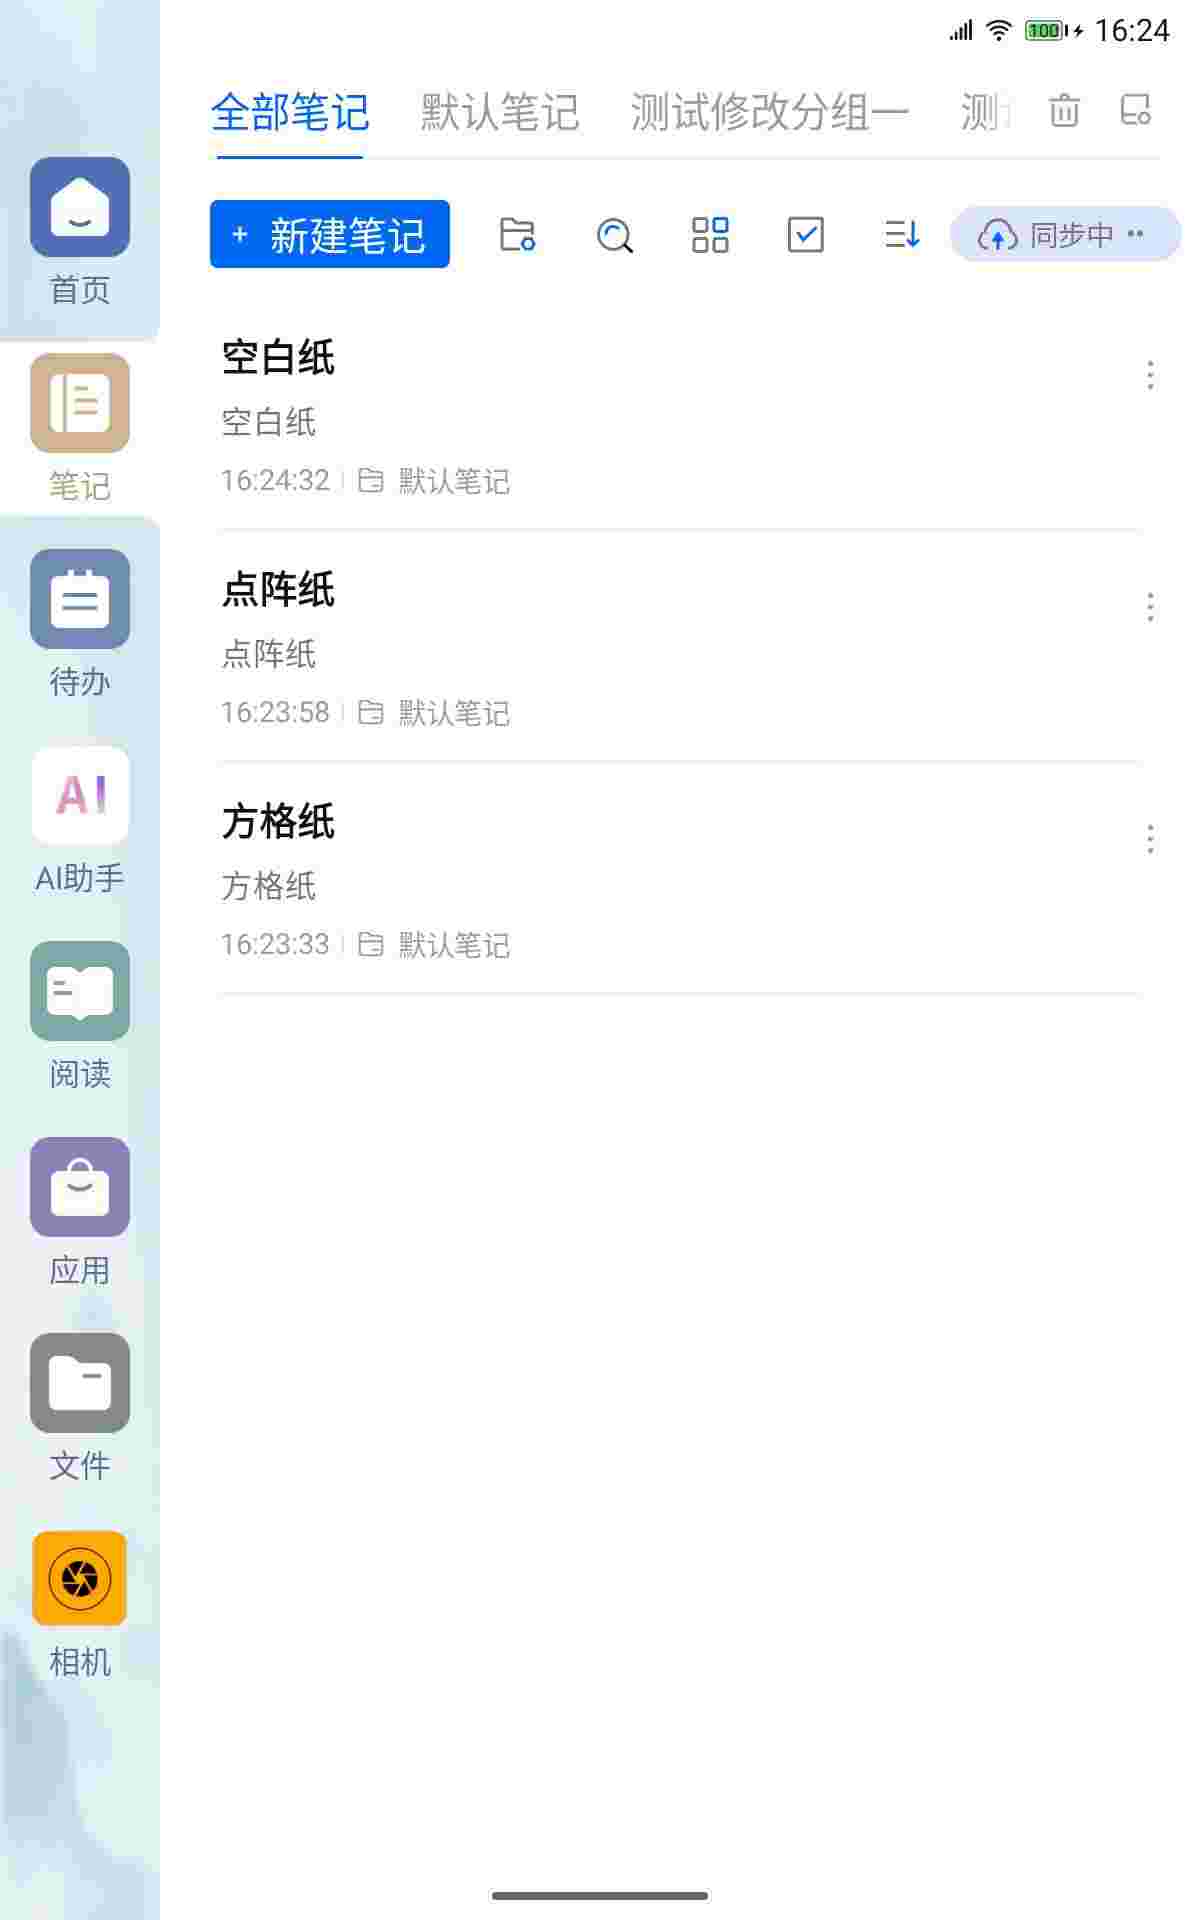 100 16:24
全部笔记 默认笔记 测试修改分组一 测
+ 新建笔记 同步中 ··
首页
笔记
待办
AI
AI助手
阅读
应用
文件
相机
空白纸
空白纸
16:24:32 默认笔记
点阵纸
点阵纸
16:23:58 默认笔记
方格纸
方格纸
16:23:33 默认笔记